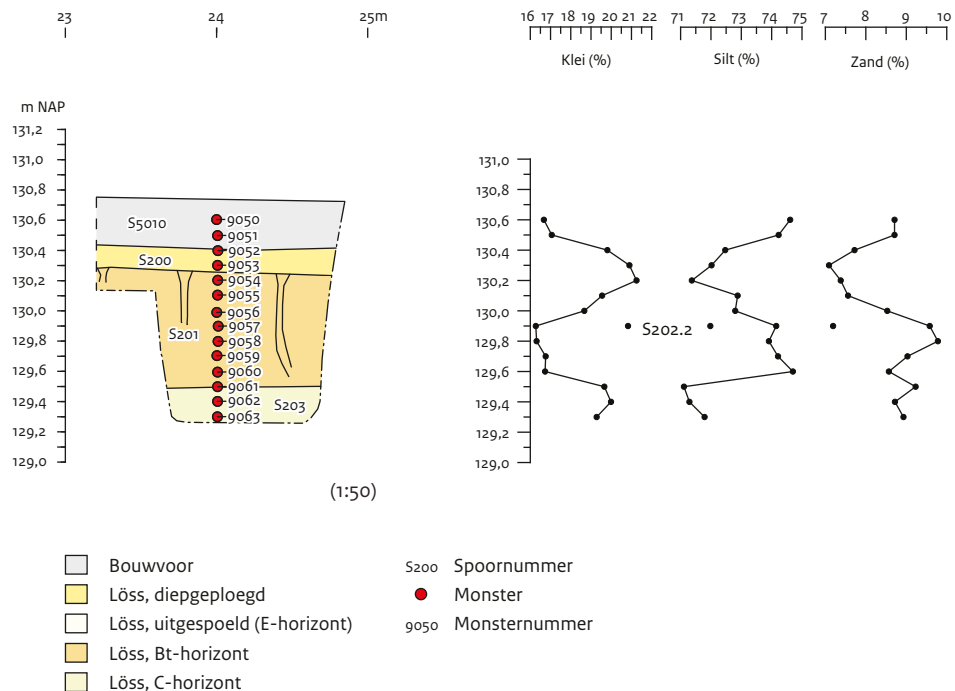 23 24 25m
16 17 18 19 20 21 22
Klei (%)
71 72 73 74 75
Silt (%)
7 8 9 10
Zand (%)
m NAP
131,2
131,0
130,8
130,6
130,4
130,2
130,0
129,8
129,6
129,4
129,2
129,0
S5010
S200
S201
S203
9050
9051
9052
9053
9054
9055
9056
9057
9058
9059
9060
9061
9062
9063
(1:50)
131,0
130,8
130,6
130,4
130,2
130,0
129,8
129,6
129,4
129,2
129,0
S202.2
Bouwvoor
Löss, diepgeploegd
Löss, uitgespoeld (E-horizont)
Löss, Bt-horizont
Löss, C-horizont
S200 Spoornummer
Monster
9050 Monsternummer